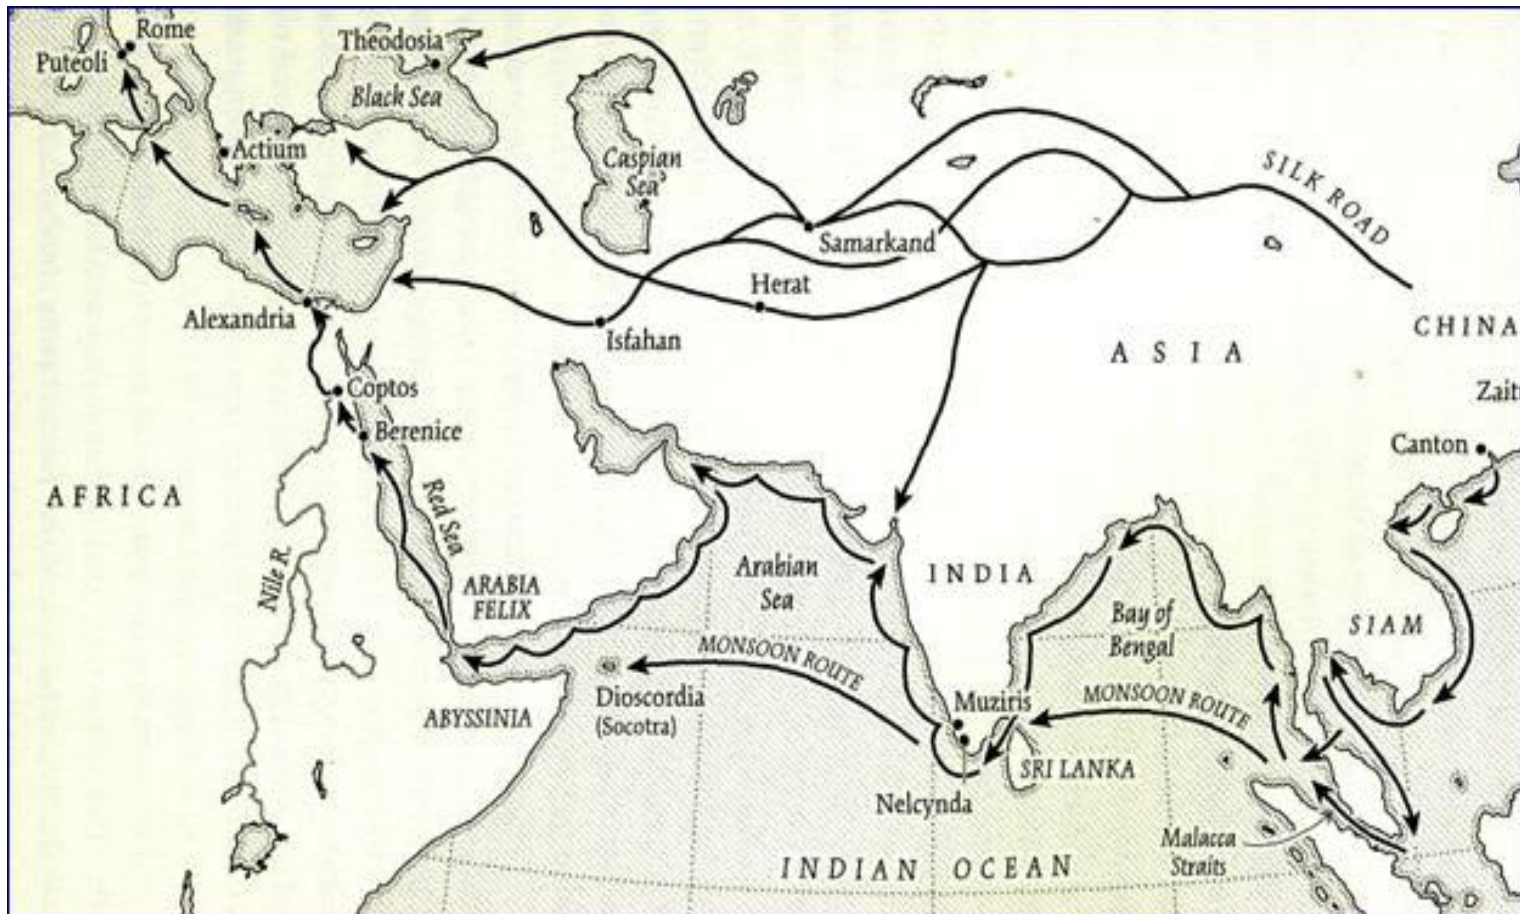 Rome
Puteoli
Theodosia
Black Sea
Actium
Caspian
Sea
SILK ROAD
Samarkand
Herat
Alexandria
Isfahan
CHINA
ASIA
Coptos
Zait
Berenice
Canton
AFRICA
Red Sea
Nile R.
ARABIA
FELIX
Arabian
Sea
INDIA
Bay of
Bengal
SIAM
MONSOON ROUTE
Dioscordia
(Socotra)
ABYSSINIA
Muziris
MONSOON ROUTE
SRI LANKA
Nelcynda
Malacca
Straits
INDIAN OCEAN